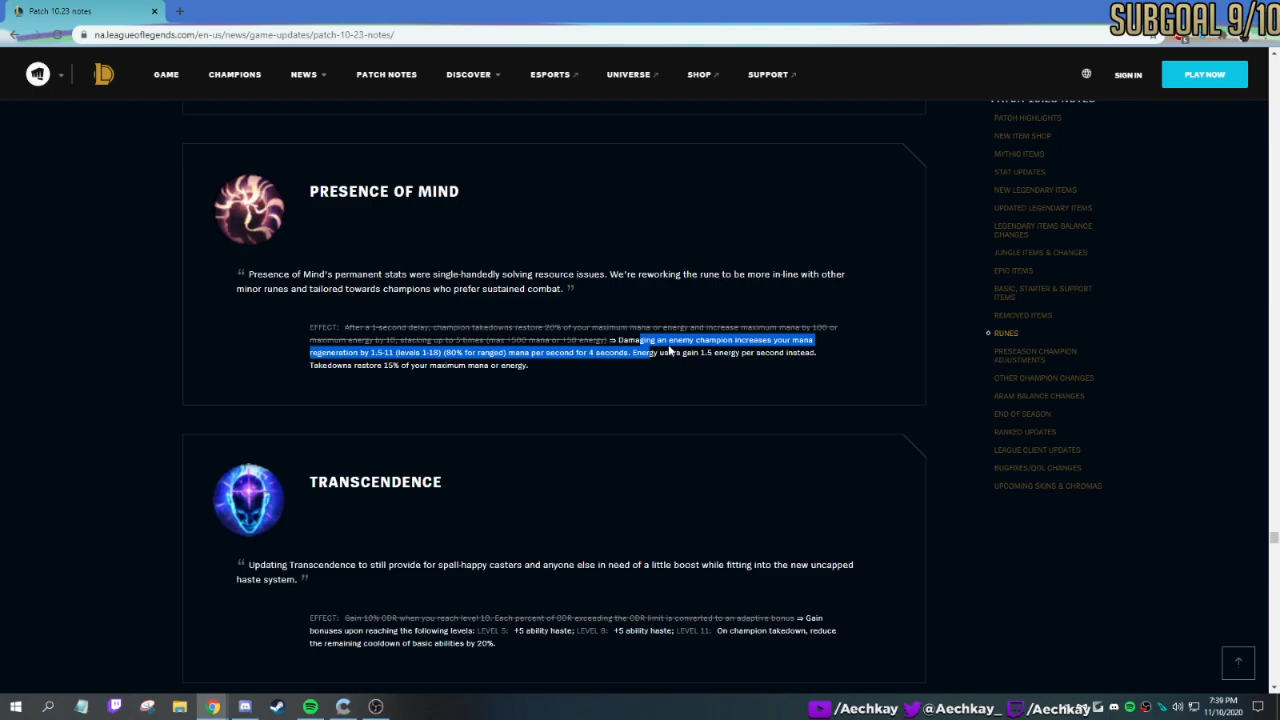 Patch 10.23 notes
SUBGOAL 9/10
na.leagueoflegends.com/en-us/news/game-updates/patch-10-23-notes/
GAME
CHAMPIONS
NEWS
PATCH NOTES
DISCOVER
ESPORTS
UNIVERSE
SHOP
SUPPORT
SIGN IN
PLAY NOW
PATCH 10.23 NOTES
PATCH HIGHLIGHTS
NEW ITEM SHOP
MYTHIC ITEMS
STAT UPDATES
NEW LEGENDARY ITEMS
UPDATED LEGENDARY ITEMS
LEGENDARY ITEMS BALANCE
CHANGES
JUNGLE ITEMS & CHANGES
EPIC ITEMS
BASIC, STARTER & SUPPORT
ITEMS
REMOVED ITEMS
RUNES
PRESEASON CHAMPION
ADJUSTMENTS
OTHER CHAMPION CHANGES
ARAM BALANCE CHANGES
END OF SEASON
RANKED UPDATES
LEAGUE CLIENT UPDATES
BUGFIXES/QOL CHANGES
UPCOMING SKINS & CHROMAS
PRESENCE OF MIND
“ Presence of Mind's permanent stats were single-handedly solving resource issues. We're reworking the rune to be more in-line with other
minor runes and tailored towards champions who prefer sustained combat. ”
EFFECT: After a 1-second delay, champion takedowns restore 20% of your maximum mana or energy and increase maximum mana by 100 or
maximum energy by 10, stacking up to 5 times (max +500 mana or +50 energy) ⇒ Damaging an enemy champion increases your mana
regeneration by 1.5-11 (levels 1-18) (80% for ranged) mana per second for 4 seconds. Energy users gain 1.5 energy per second instead.
Takedowns restore 15% of your maximum mana or energy.
TRANSCENDENCE
“ Updating Transcendence to still provide for spell-happy casters and anyone else in need of a little boost while fitting into the new uncapped
haste system. ”
EFFECT: Gain 10% CDR when you reach level 10. Each percent of CDR exceeding the CDR limit is converted to an adaptive bonus ⇒ Gain
bonuses upon reaching the following levels: LEVEL 5: +5 ability haste; LEVEL 8: +5 ability haste; LEVEL 11: On champion takedown, reduce
the remaining cooldown of basic abilities by 20%.
/Aechkay
@Aechkay_
/Aechkay
7:39 PM
11/10/2020